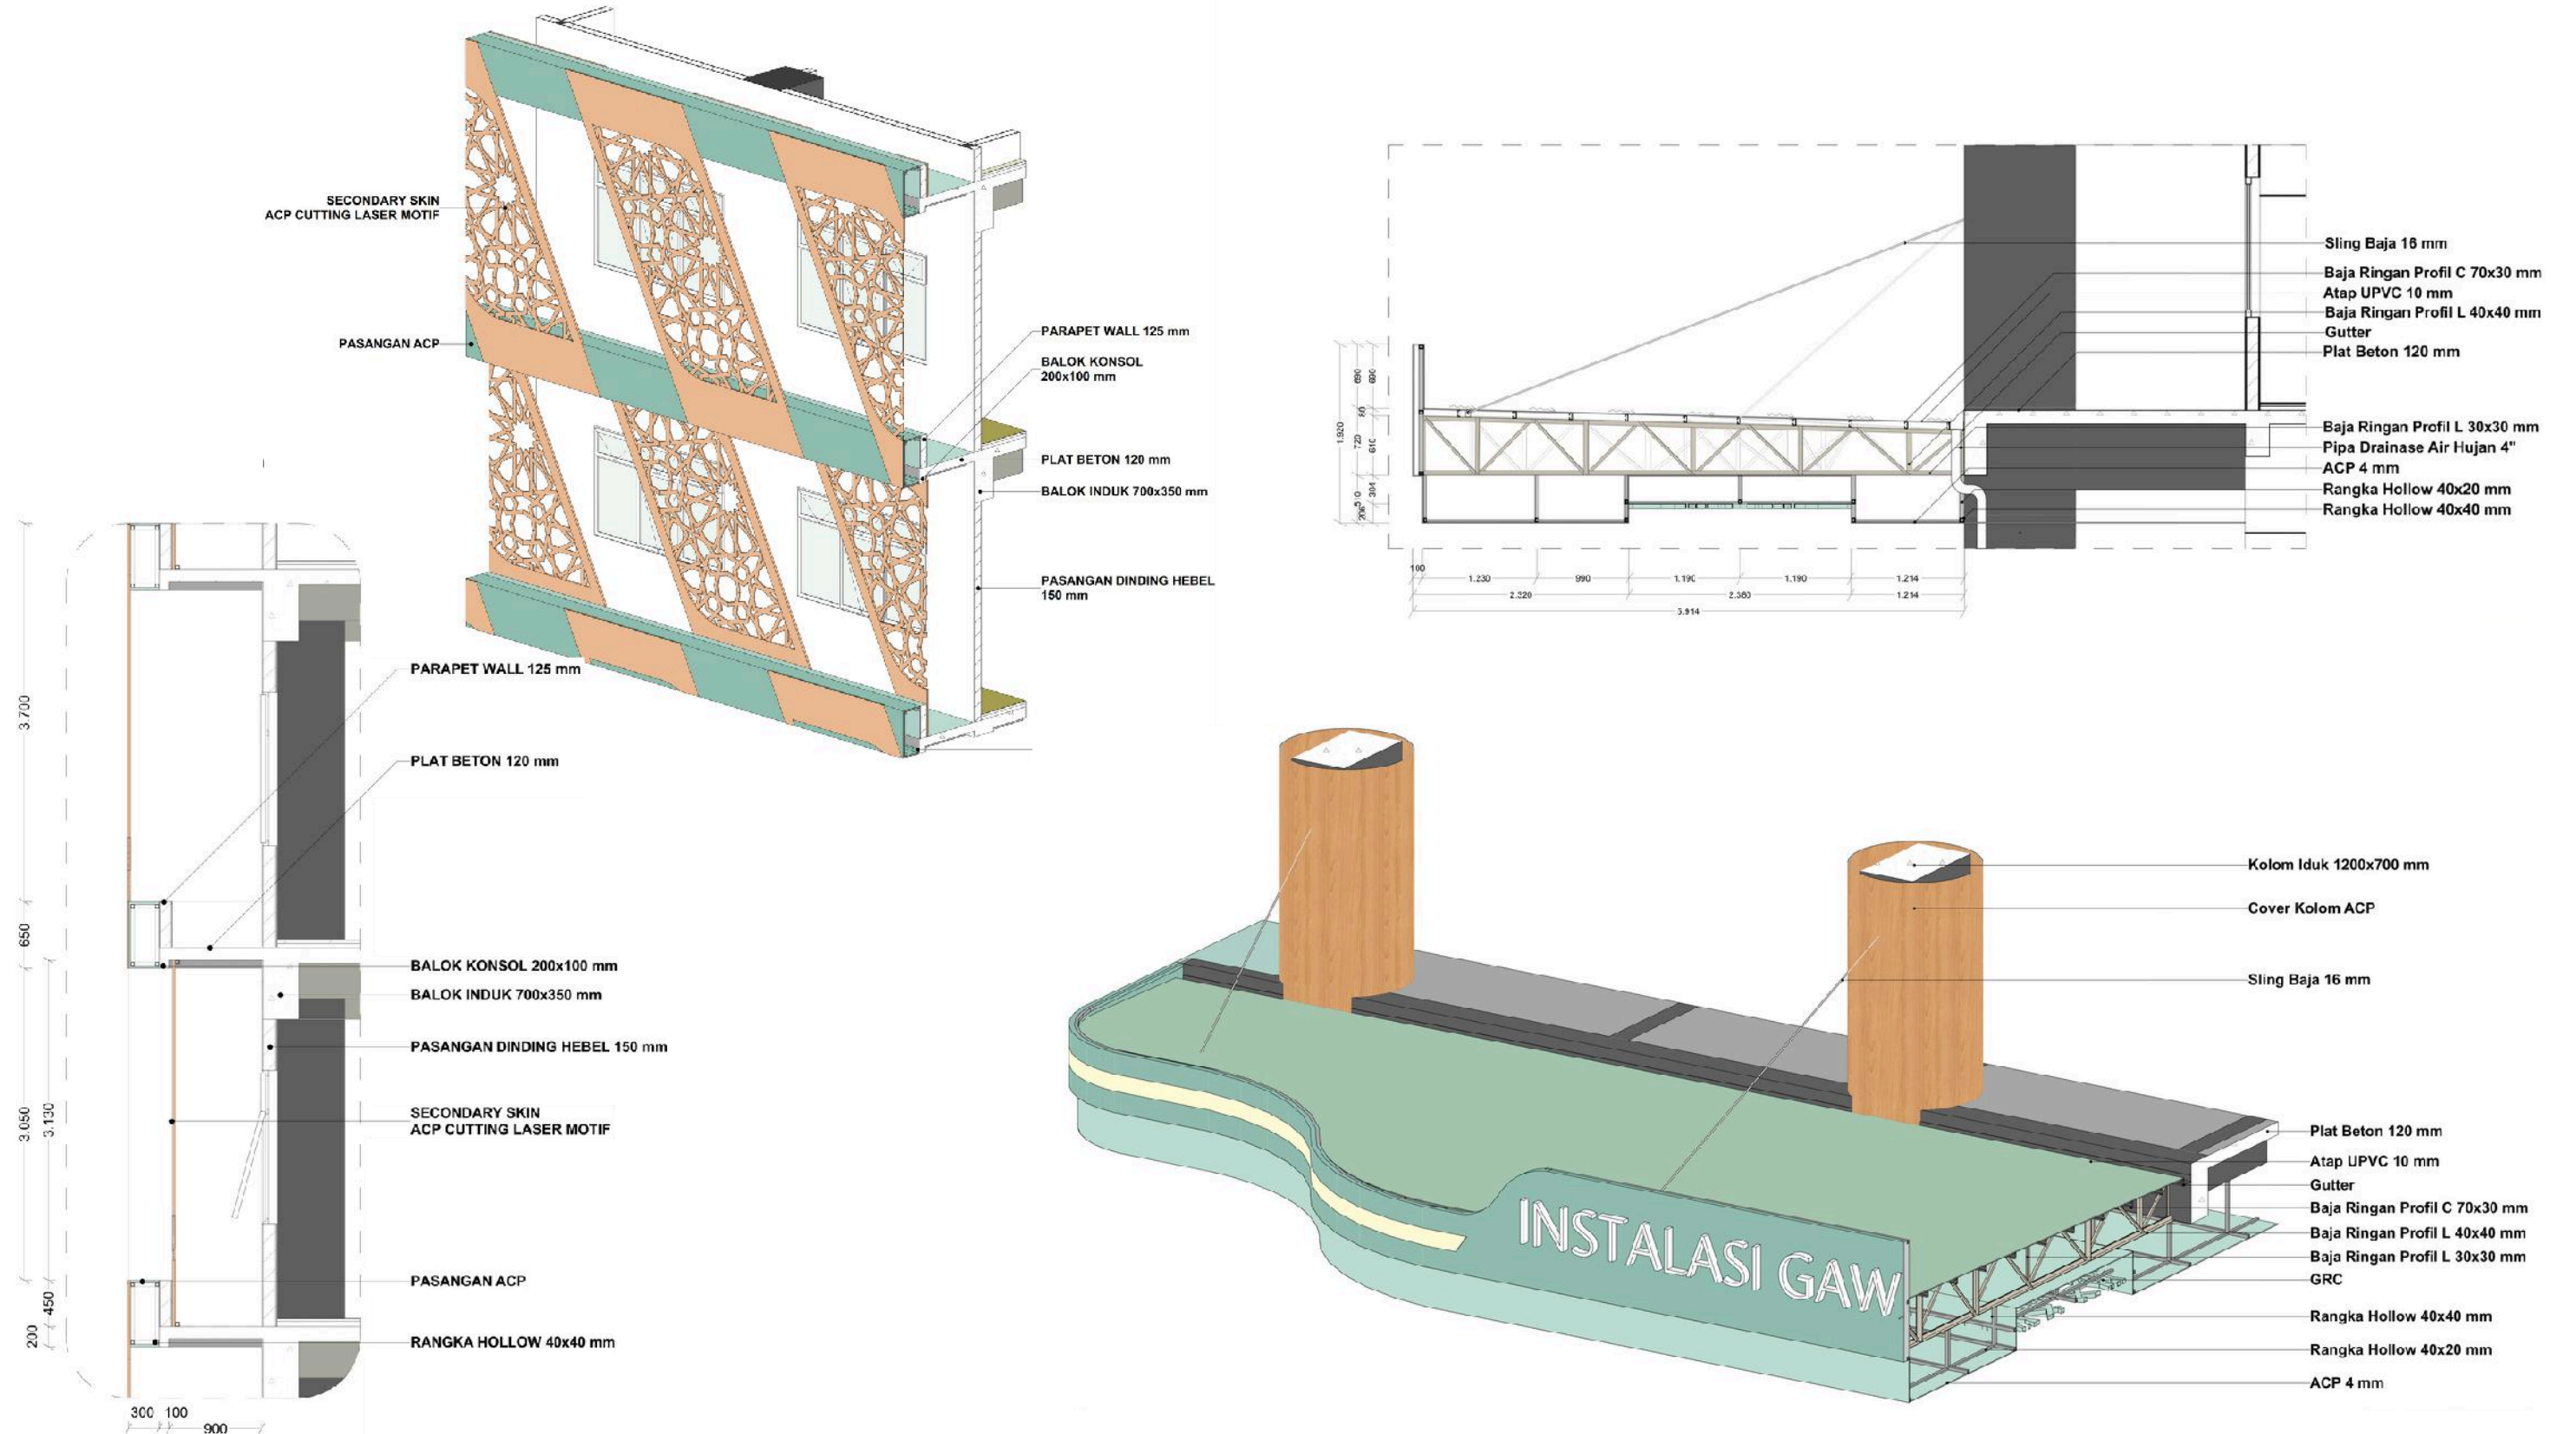 SECONDARY SKIN
ACP CUTTING LASER MOTIF
PASANGAN ACP
PARAPET WALL 125 mm
BALOK KONSOL
200x100 mm
PLAT BETON 120 mm
BALOK INDUK 700x350 mm
PASANGAN DINDING HEBEL
150 mm
Sling Baja 16 mm
Baja Ringan Profil C 70x30 mm
Atap UPVC 10 mm
Baja Ringan Profil L 40x40 mm
Gutter
Plat Beton 120 mm
Baja Ringan Profil L 30x30 mm
Pipa Drainase Air Hujan 4"
ACP 4 mm
Rangka Hollow 40x20 mm
Rangka Hollow 40x40 mm
1.920
690
690
80
720
610
510
304
206
100
1.230
990
1.190
1.190
1.214
2.320
2.380
1.214
5.914
PARAPET WALL 125 mm
PLAT BETON 120 mm
BALOK KONSOL 200x100 mm
BALOK INDUK 700x350 mm
PASANGAN DINDING HEBEL 150 mm
SECONDARY SKIN
ACP CUTTING LASER MOTIF
PASANGAN ACP
RANGKA HOLLOW 40x40 mm
3.700
650
3.050
3.130
450
200
300
100
900
Kolom Iduk 1200x700 mm
Cover Kolom ACP
Sling Baja 16 mm
INSTALASI GAW
Plat Beton 120 mm
Atap UPVC 10 mm
Gutter
Baja Ringan Profil C 70x30 mm
Baja Ringan Profil L 40x40 mm
Baja Ringan Profil L 30x30 mm
GRC
Rangka Hollow 40x40 mm
Rangka Hollow 40x20 mm
ACP 4 mm